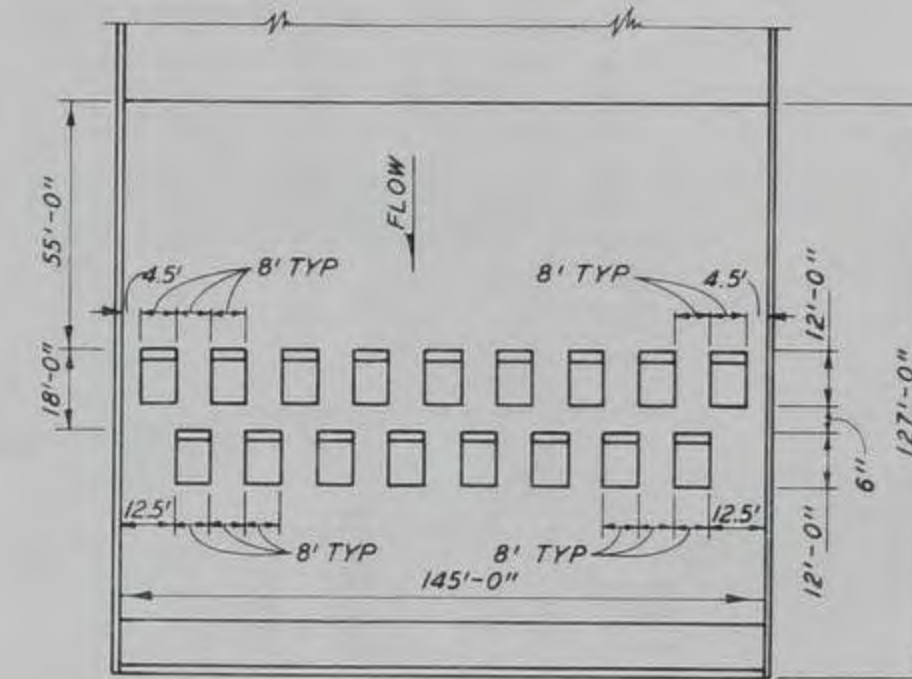 FLOW
55'-0"
4.5'
8' TYP
8' TYP
4.5'
12'-0"
18'-0"
127'-0"
6"
12.5'
8' TYP
8' TYP
12.5'
12'-0"
145'-0"